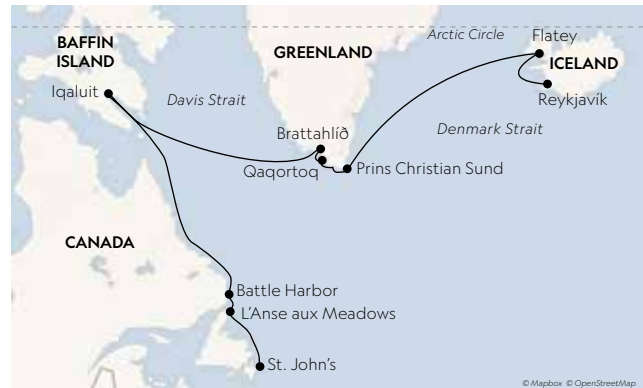 BAFFIN
ISLAND
GREENLAND
Arctic Circle
Flatey
ICELAND
Iqaluit
Davis Strait
Reykjavík
Denmark Strait
Brattahlíð
Qaqortoq
Prins Christian Sund
CANADA
Battle Harbor
L'Anse aux Meadows
St. John's
© Mapbox © OpenStreetMap